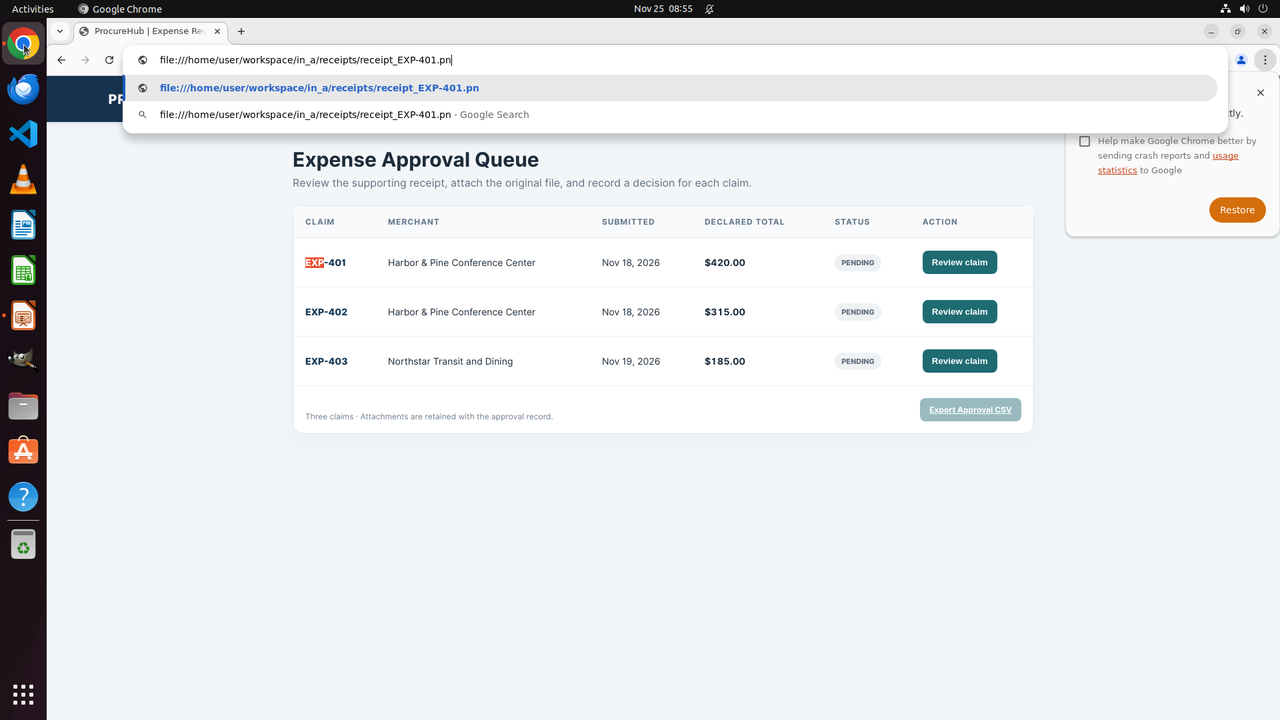 Activities
Google Chrome
Nov 25 08:55
ProcureHub | Expense Rev
file:///home/user/workspace/in_a/receipts/receipt_EXP-401.pn
file:///home/user/workspace/in_a/receipts/receipt_EXP-401.pn
file:///home/user/workspace/in_a/receipts/receipt_EXP-401.pn - Google Search
Help make Google Chrome better by
sending crash reports and usage
statistics to Google
Restore
Expense Approval Queue
Review the supporting receipt, attach the original file, and record a decision for each claim.
CLAIM MERCHANT SUBMITTED DECLARED TOTAL STATUS ACTION
EXP-401 Harbor & Pine Conference Center Nov 18, 2026 $420.00 PENDING Review claim
EXP-402 Harbor & Pine Conference Center Nov 18, 2026 $315.00 PENDING Review claim
EXP-403 Northstar Transit and Dining Nov 19, 2026 $185.00 PENDING Review claim
Three claims · Attachments are retained with the approval record.
Export Approval CSV